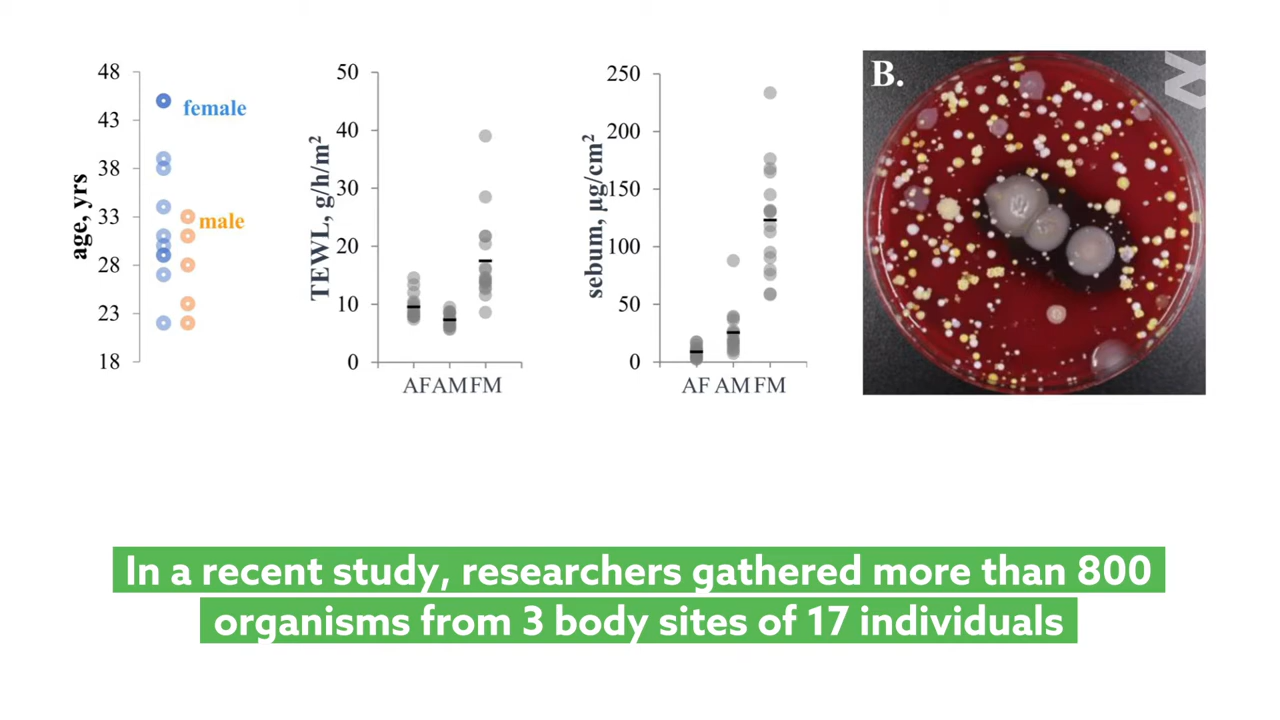 48
43
38
33
28
23
18
age, yrs
female
male
50
40
30
20
10
0
TEWL, g/h/m²
AF AM FM
250
200
150
100
50
0
sebum, µg/cm²
AF AM FM
B.
In a recent study, researchers gathered more than 800
organisms from 3 body sites of 17 individuals